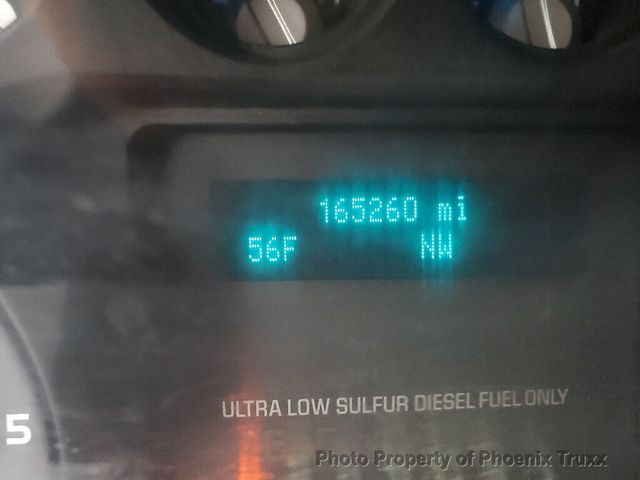 165260 mi
56F NW
ULTRA LOW SULFUR DIESEL FUEL ONLY
5
Photo Property of Phoenix Truxx